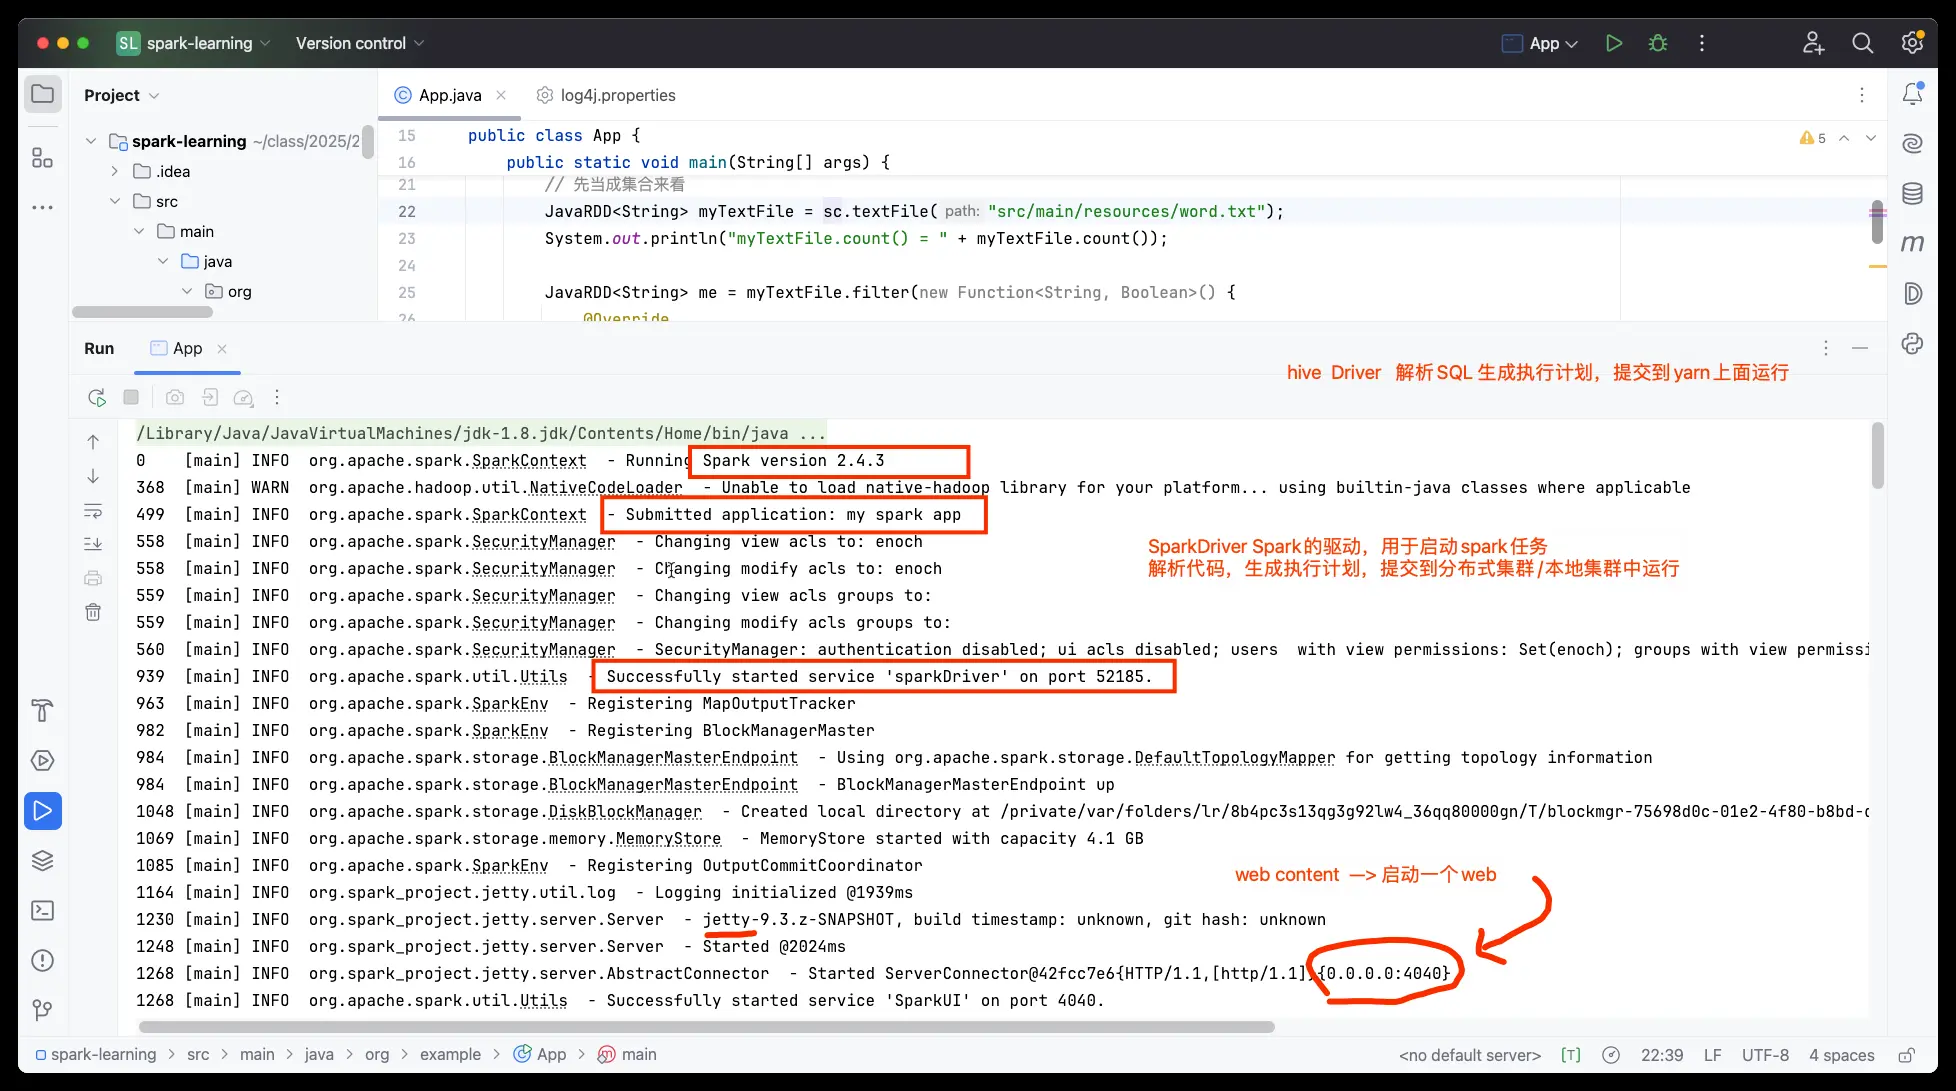 SL spark-learning Version control App
Project
App.java log4j.properties
spark-learning ~/class/2025/2
.idea
src
main
java
org
15 public class App {
5
16 public static void main(String[] args) {
21 // 先当成集合来看
22 JavaRDD<String> myTextFile = sc.textFile( path: "src/main/resources/word.txt");
23 System.out.println("myTextFile.count() = " + myTextFile.count());
24
25 JavaRDD<String> me = myTextFile.filter(new Function<String, Boolean>() {
26 @Override
Run App
hive Driver 解析SQL 生成执行计划，提交到yarn上面运行
/Library/Java/JavaVirtualMachines/jdk-1.8.jdk/Contents/Home/bin/java ...
0 [main] INFO org.apache.spark.SparkContext - Running Spark version 2.4.3
368 [main] WARN org.apache.hadoop.util.NativeCodeLoader - Unable to load native-hadoop library for your platform... using builtin-java classes where applicable
499 [main] INFO org.apache.spark.SparkContext - Submitted application: my spark app
558 [main] INFO org.apache.spark.SecurityManager - Changing view acls to: enoch
558 [main] INFO org.apache.spark.SecurityManager - Changing modify acls to: enoch
559 [main] INFO org.apache.spark.SecurityManager - Changing view acls groups to:
559 [main] INFO org.apache.spark.SecurityManager - Changing modify acls groups to:
560 [main] INFO org.apache.spark.SecurityManager - SecurityManager: authentication disabled; ui acls disabled; users with view permissions: Set(enoch); groups with view permissi
939 [main] INFO org.apache.spark.util.Utils - Successfully started service 'sparkDriver' on port 52185.
963 [main] INFO org.apache.spark.SparkEnv - Registering MapOutputTracker
982 [main] INFO org.apache.spark.SparkEnv - Registering BlockManagerMaster
984 [main] INFO org.apache.spark.storage.BlockManagerMasterEndpoint - Using org.apache.spark.storage.DefaultTopologyMapper for getting topology information
984 [main] INFO org.apache.spark.storage.BlockManagerMasterEndpoint - BlockManagerMasterEndpoint up
1048 [main] INFO org.apache.spark.storage.DiskBlockManager - Created local directory at /private/var/folders/lr/8b4pc3s13qg3g92lw4_36qq80000gn/T/blockmgr-75698d0c-01e2-4f80-b8bd-
1069 [main] INFO org.apache.spark.storage.memory.MemoryStore - MemoryStore started with capacity 4.1 GB
1085 [main] INFO org.apache.spark.SparkEnv - Registering OutputCommitCoordinator
1164 [main] INFO org.spark_project.jetty.util.log - Logging initialized @1939ms
1230 [main] INFO org.spark_project.jetty.server.Server - jetty-9.3.z-SNAPSHOT, build timestamp: unknown, git hash: unknown
1248 [main] INFO org.spark_project.jetty.server.Server - Started @2024ms
1268 [main] INFO org.spark_project.jetty.server.AbstractConnector - Started ServerConnector@42fcc7e6{HTTP/1.1,[http/1.1]}{0.0.0.0:4040}
1268 [main] INFO org.apache.spark.util.Utils - Successfully started service 'SparkUI' on port 4040.
SparkDriver Spark的驱动，用于启动spark任务
解析代码，生成执行计划，提交到分布式集群/本地集群中运行
web content —> 启动一个web
spark-learning > src > main > java > org > example > App > main
<no default server> [T] 22:39 LF UTF-8 4 spaces